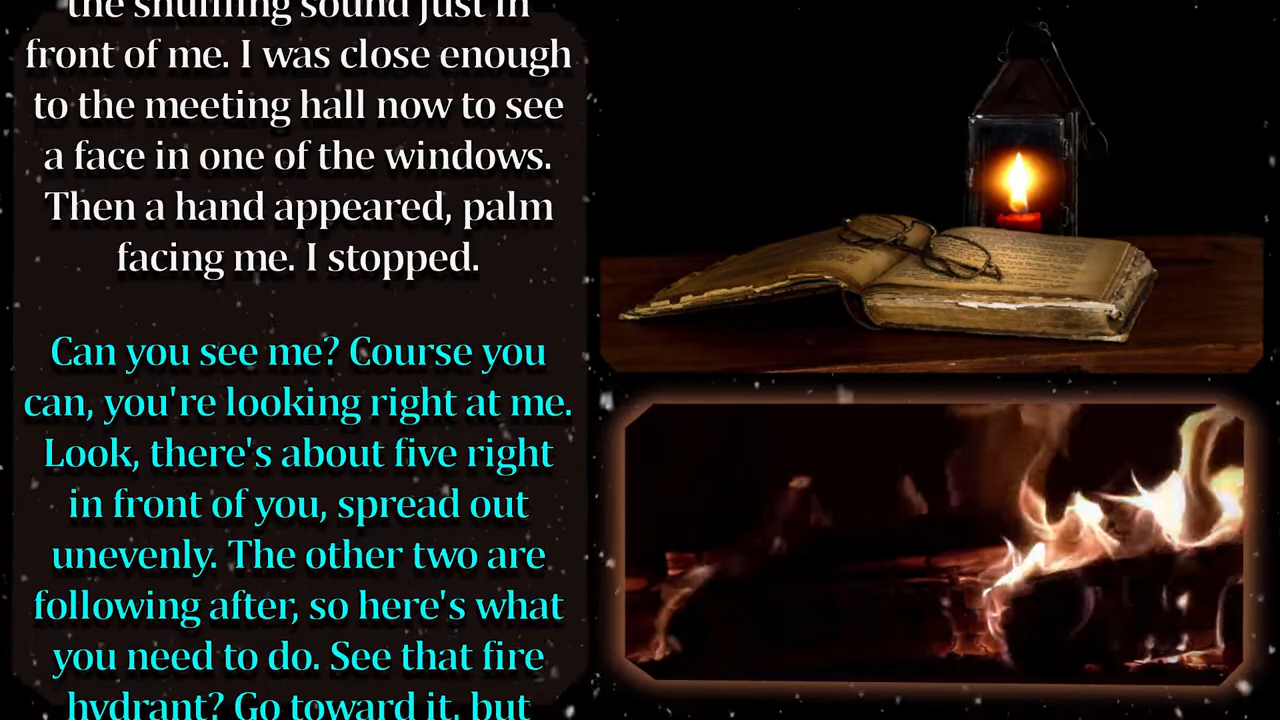 the shuffling sound just in
front of me. I was close enough
to the meeting hall now to see
a face in one of the windows.
Then a hand appeared, palm
facing me. I stopped.
Can you see me? Course you
can, you're looking right at me.
Look, there's about five right
in front of you, spread out
unevenly. The other two are
following after, so here's what
you need to do. See that fire
hydrant? Go toward it, but